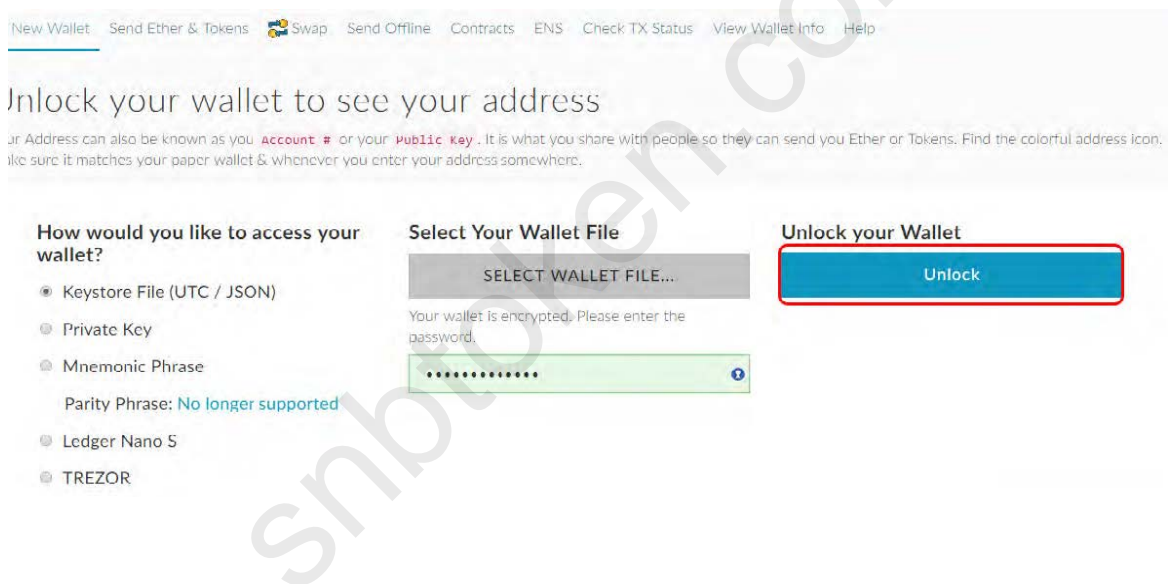 New Wallet Send Ether & Tokens Swap Send Offline Contracts ENS Check TX Status View Wallet Info Help
Unlock your wallet to see your address
ur Address can also be known as you Account # or your Public Key. It is what you share with people so they can send you Ether or Tokens. Find the colorful address icon.
ke sure it matches your paper wallet & whenever you enter your address somewhere.
How would you like to access your
wallet?
Keystore File (UTC / JSON)
Private Key
Mnemonic Phrase
Parity Phrase: No longer supported
Ledger Nano S
TREZOR
Select Your Wallet File
SELECT WALLET FILE...
Your wallet is encrypted. Please enter the
password.
•••••••••••••
Unlock your Wallet
Unlock
snbtoken.com